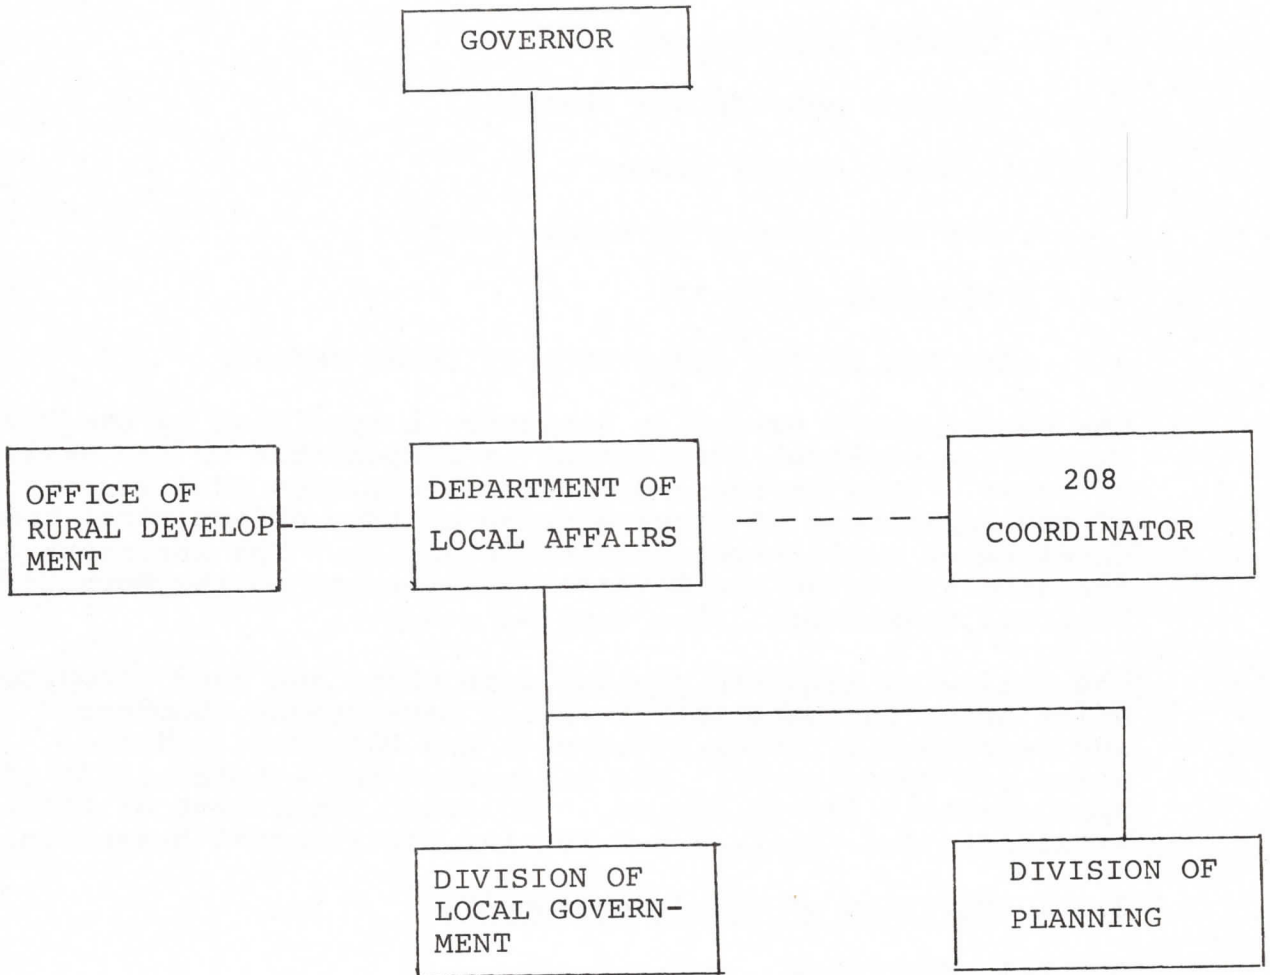 GOVERNOR
OFFICE OF
RURAL DEVELOP
MENT
DEPARTMENT OF
LOCAL AFFAIRS
208
COORDINATOR
DIVISION OF
LOCAL GOVERN-
MENT
DIVISION OF
PLANNING